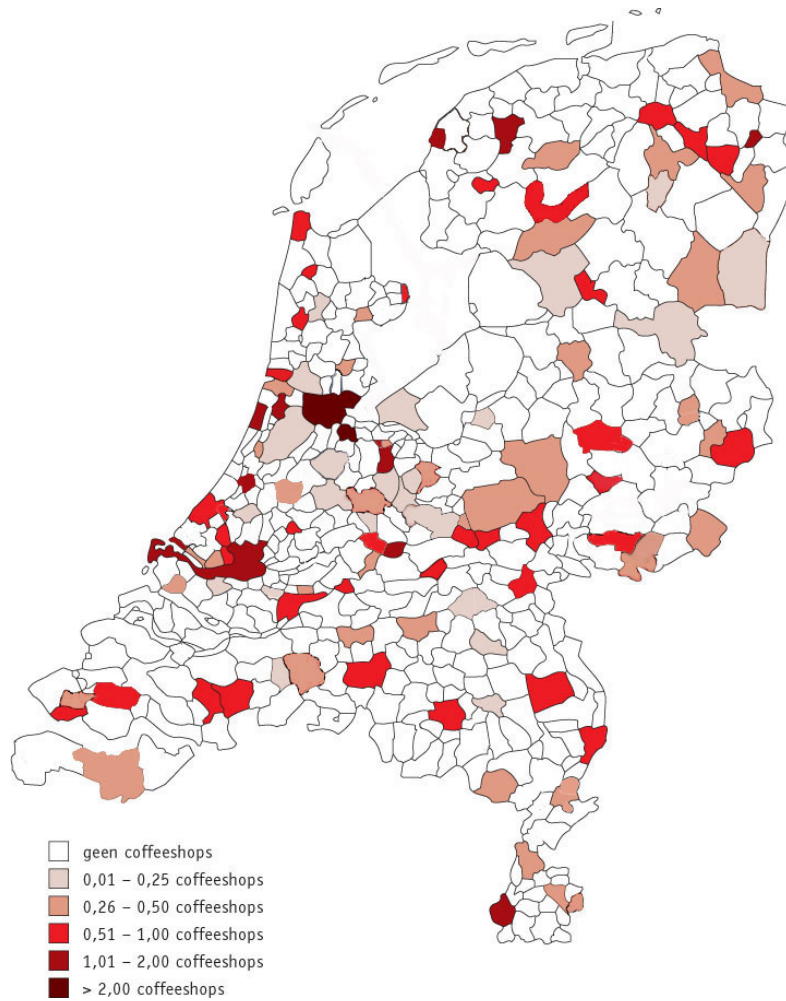 geen coffeeshops
0,01 – 0,25 coffeeshops
0,26 – 0,50 coffeeshops
0,51 – 1,00 coffeeshops
1,01 – 2,00 coffeeshops
> 2,00 coffeeshops